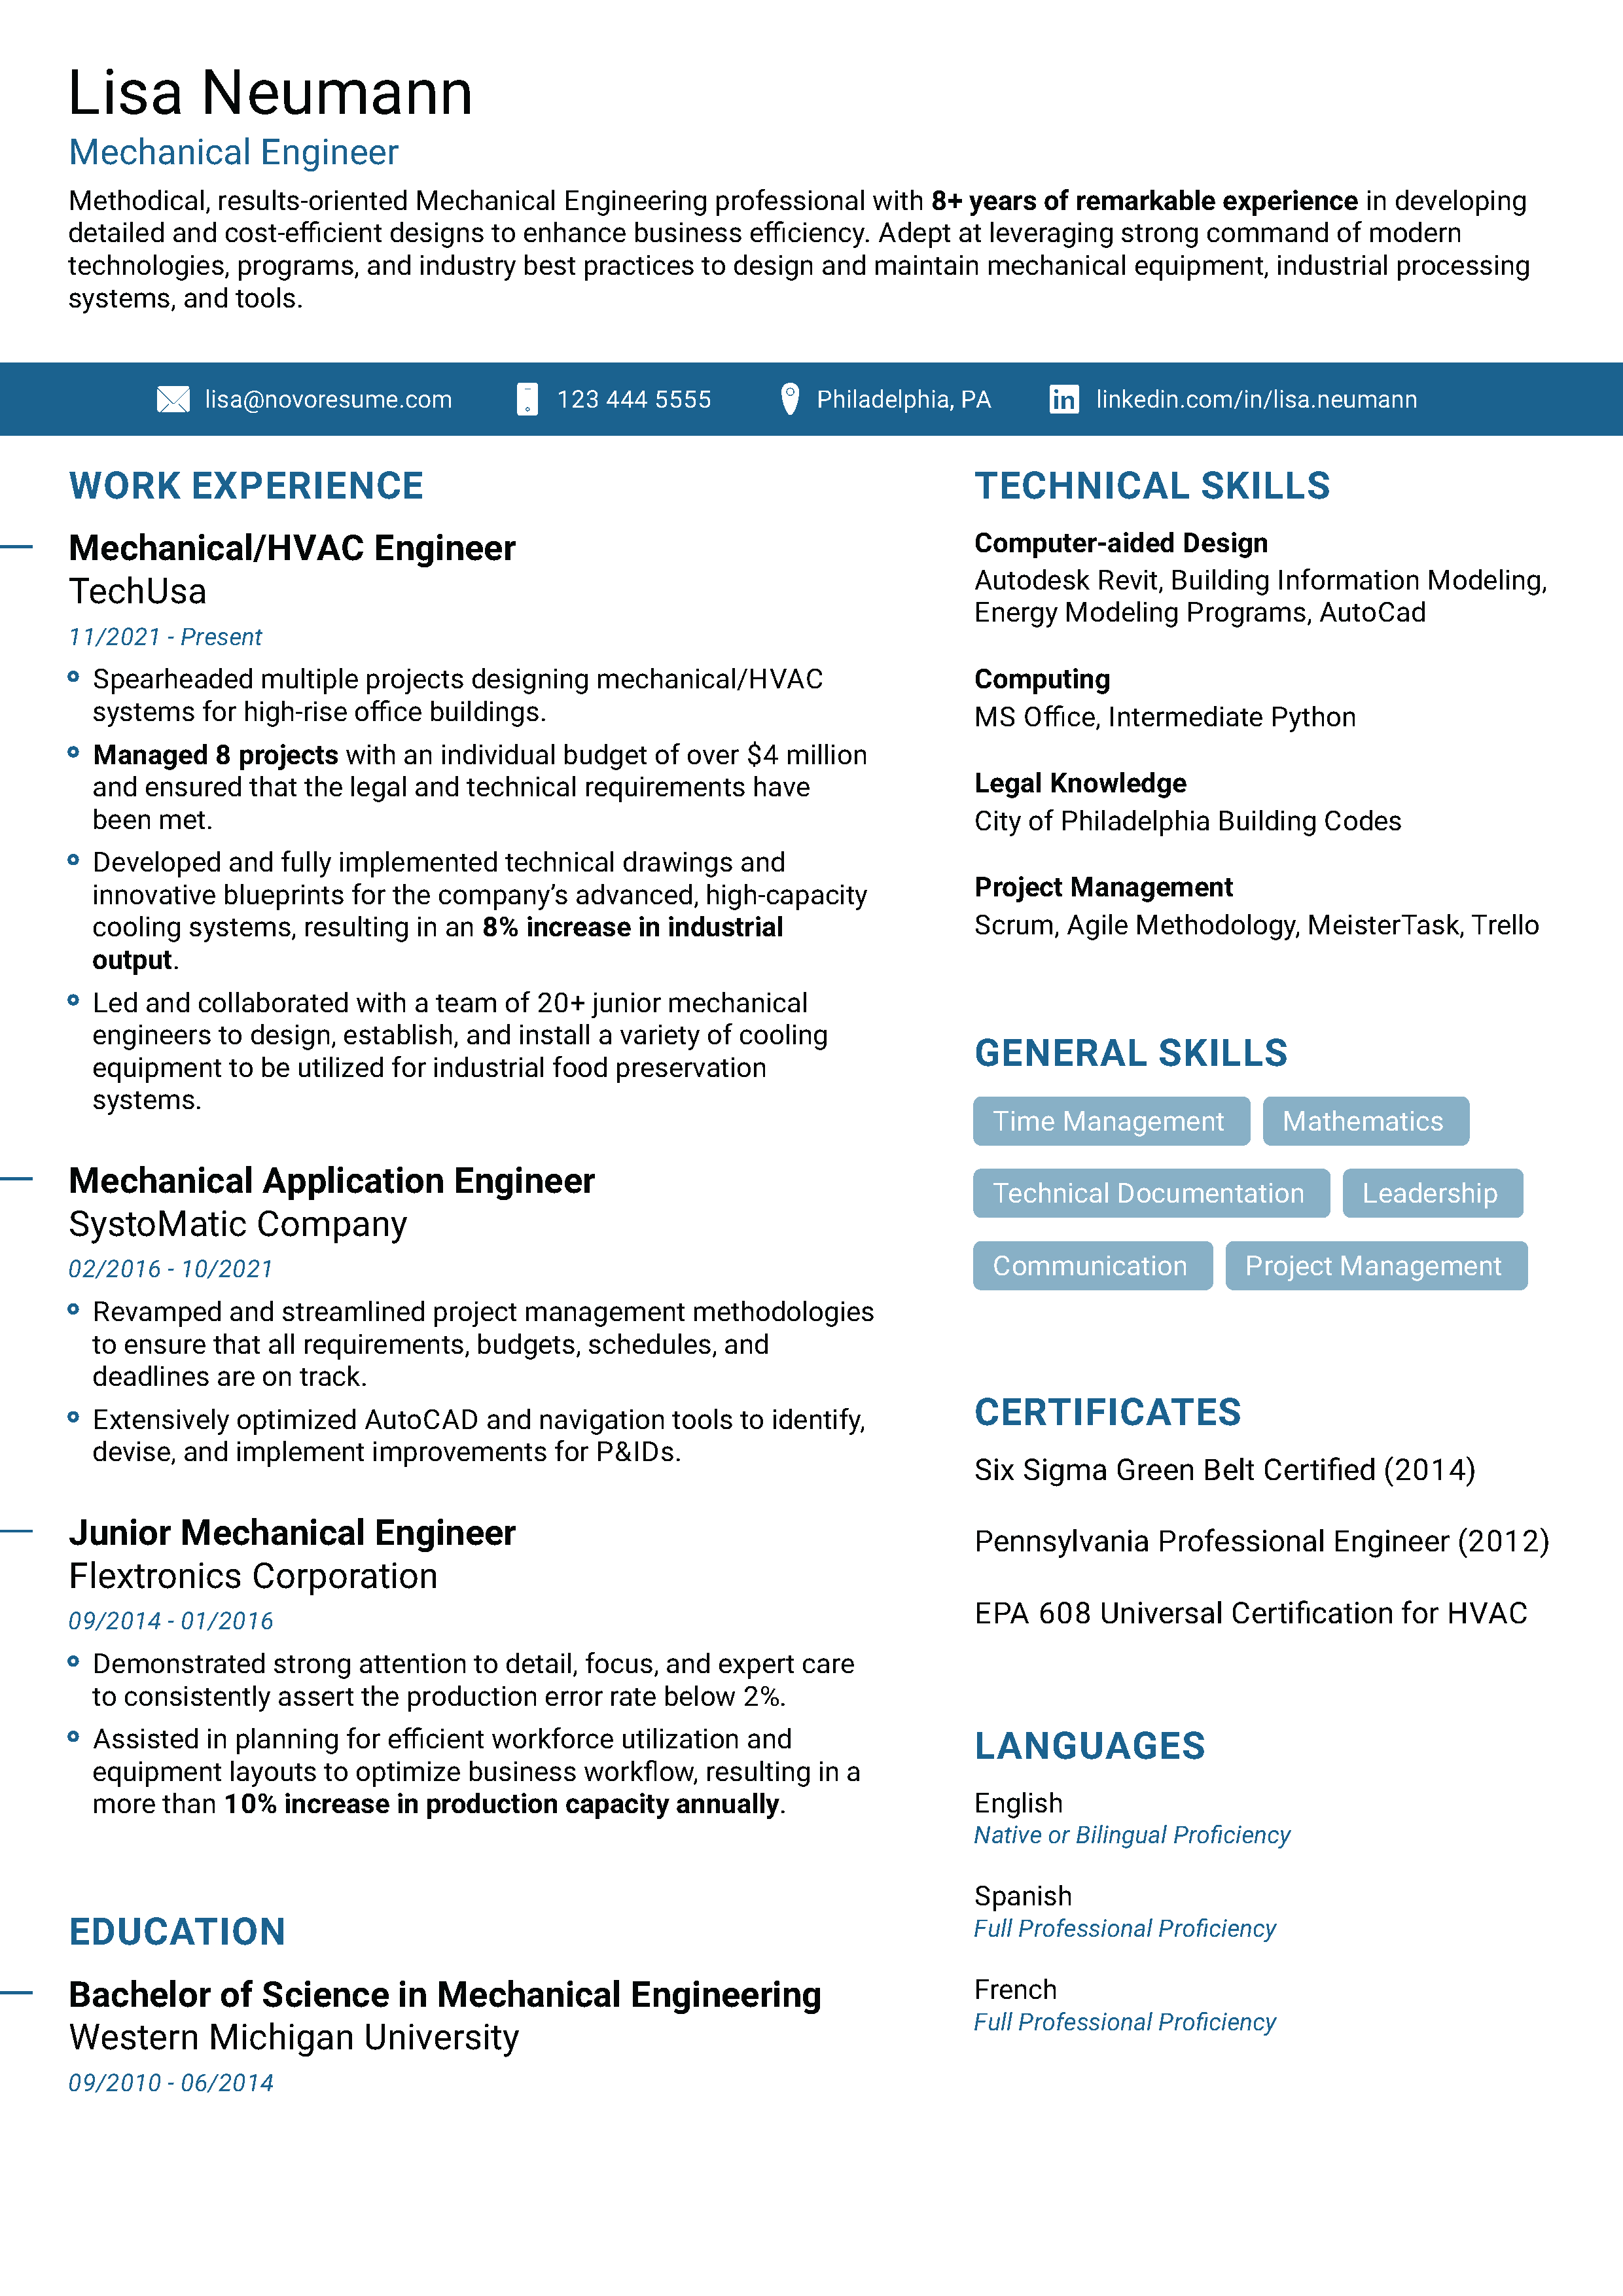 Lisa Neumann
Mechanical Engineer
Methodical, results-oriented Mechanical Engineering professional with 8+ years of remarkable experience in developing
detailed and cost-efficient designs to enhance business efficiency. Adept at leveraging strong command of modern
technologies, programs, and industry best practices to design and maintain mechanical equipment, industrial processing
systems, and tools.
lisa@novoresume.com
123 444 5555
Philadelphia, PA
in linkedin.com/in/lisa.neumann
WORK EXPERIENCE
Mechanical/HVAC Engineer
TechUsa
11/2021 - Present
Spearheaded multiple projects designing mechanical/HVAC
systems for high-rise office buildings.
Managed 8 projects with an individual budget of over $4 million
and ensured that the legal and technical requirements have
been met.
Developed and fully implemented technical drawings and
innovative blueprints for the company’s advanced, high-capacity
cooling systems, resulting in an 8% increase in industrial
output.
Led and collaborated with a team of 20+ junior mechanical
engineers to design, establish, and install a variety of cooling
equipment to be utilized for industrial food preservation
systems.
Mechanical Application Engineer
SystoMatic Company
02/2016 - 10/2021
Revamped and streamlined project management methodologies
to ensure that all requirements, budgets, schedules, and
deadlines are on track.
Extensively optimized AutoCAD and navigation tools to identify,
devise, and implement improvements for P&IDs.
Junior Mechanical Engineer
Flextronics Corporation
09/2014 - 01/2016
Demonstrated strong attention to detail, focus, and expert care
to consistently assert the production error rate below 2%.
Assisted in planning for efficient workforce utilization and
equipment layouts to optimize business workflow, resulting in a
more than 10% increase in production capacity annually.
EDUCATION
Bachelor of Science in Mechanical Engineering
Western Michigan University
09/2010 - 06/2014
TECHNICAL SKILLS
Computer-aided Design
Autodesk Revit, Building Information Modeling,
Energy Modeling Programs, AutoCad
Computing
MS Office, Intermediate Python
Legal Knowledge
City of Philadelphia Building Codes
Project Management
Scrum, Agile Methodology, MeisterTask, Trello
GENERAL SKILLS
Time Management
Mathematics
Technical Documentation
Leadership
Communication
Project Management
CERTIFICATES
Six Sigma Green Belt Certified (2014)
Pennsylvania Professional Engineer (2012)
EPA 608 Universal Certification for HVAC
LANGUAGES
English
Native or Bilingual Proficiency
Spanish
Full Professional Proficiency
French
Full Professional Proficiency